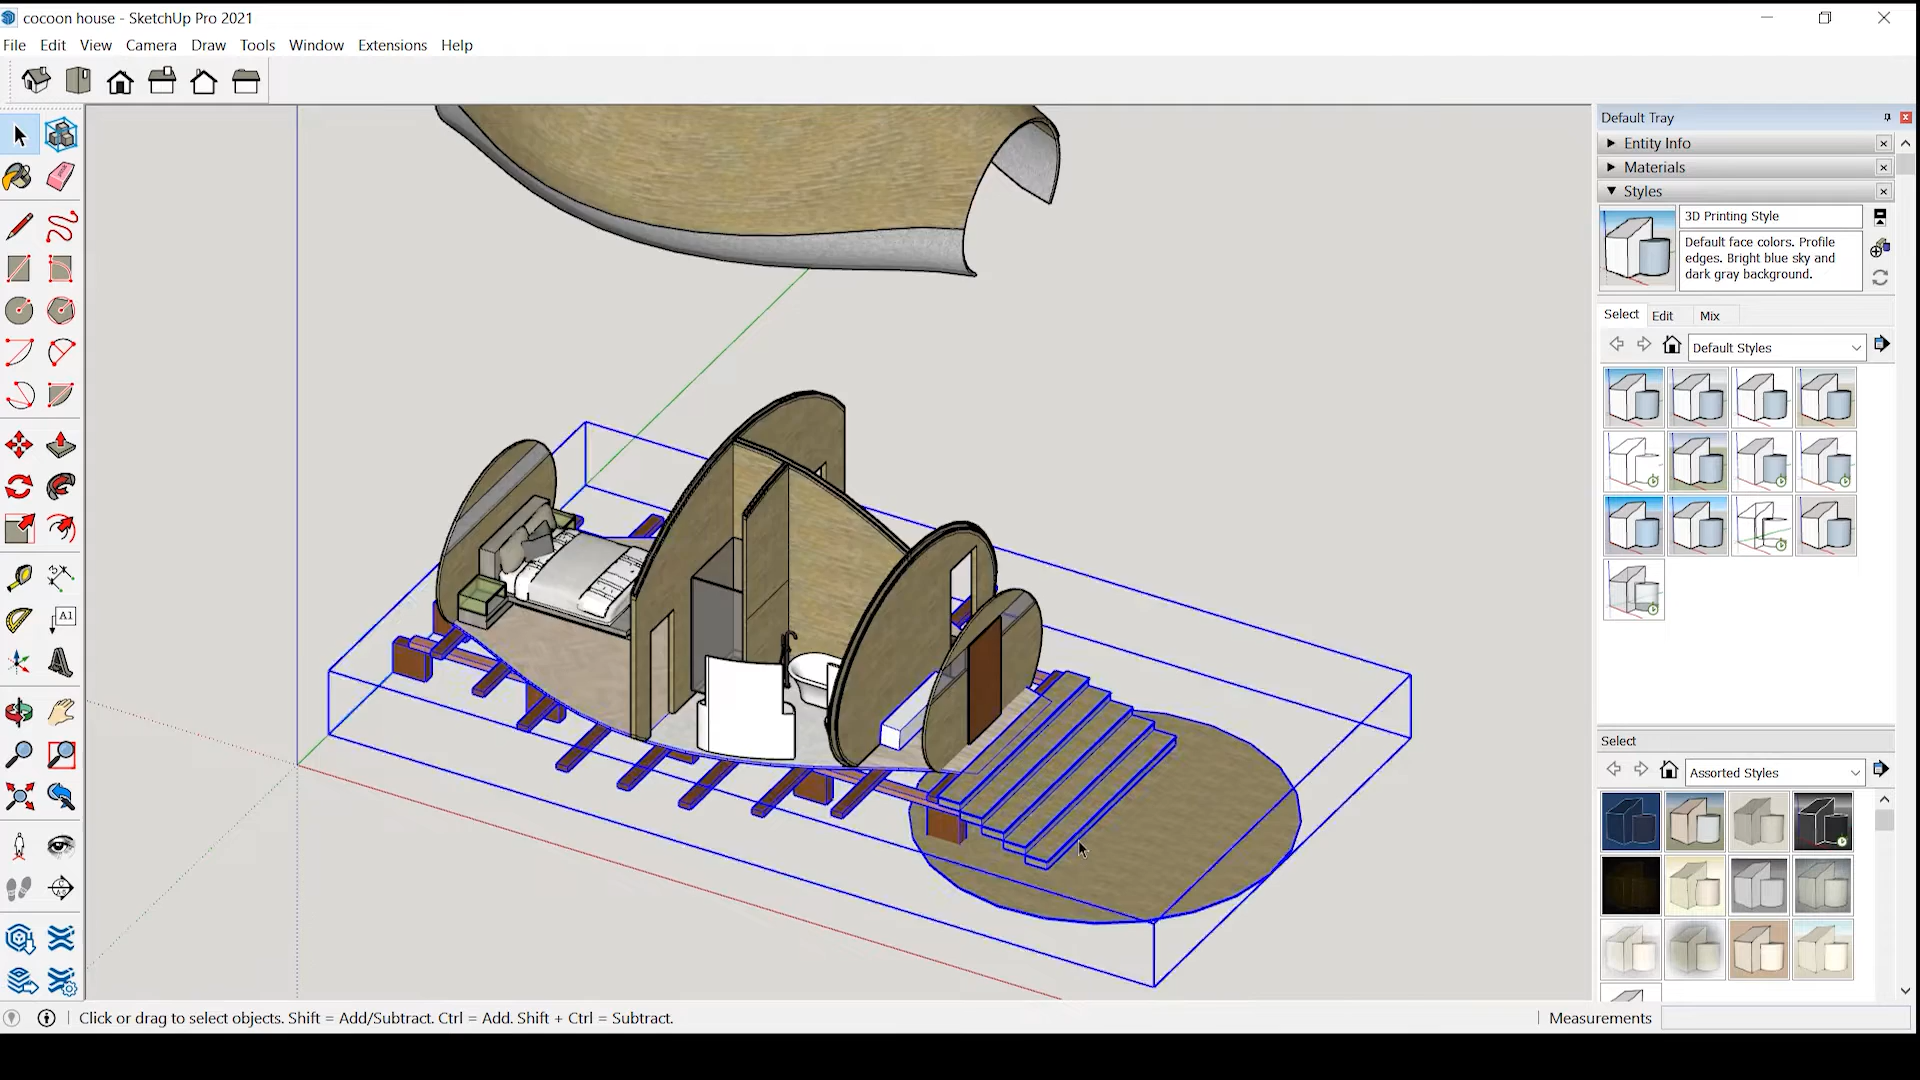 cocoon house - SketchUp Pro 2021
File Edit View Camera Draw Tools Window Extensions Help
Default Tray
Entity Info
Materials
Styles
3D Printing Style
Default face colors. Profile
edges. Bright blue sky and
dark gray background.
Select Edit Mix
Default Styles
A1
Select
Assorted Styles
Click or drag to select objects. Shift = Add/Subtract. Ctrl = Add. Shift + Ctrl = Subtract.
Measurements